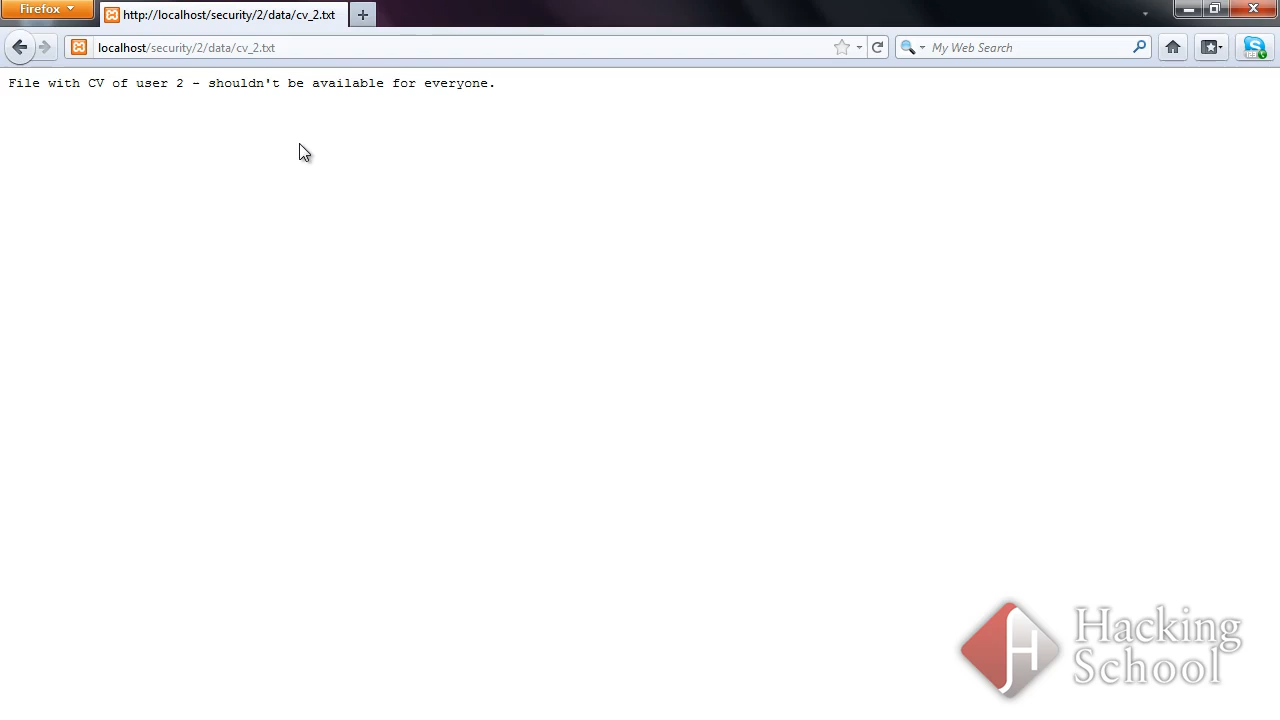 Firefox
http://localhost/security/2/data/cv_2.txt
localhost/security/2/data/cv_2.txt
My Web Search
File with CV of user 2 - shouldn't be available for everyone.
Hacking
School